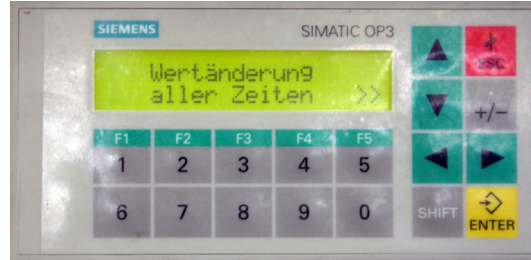 SIEMENS SIMATIC OP3
Wertänderung
aller Zeiten >>
F1 F2 F3 F4 F5
1 2 3 4 5
6 7 8 9 0
ESC
+/-
SHIFT
ENTER